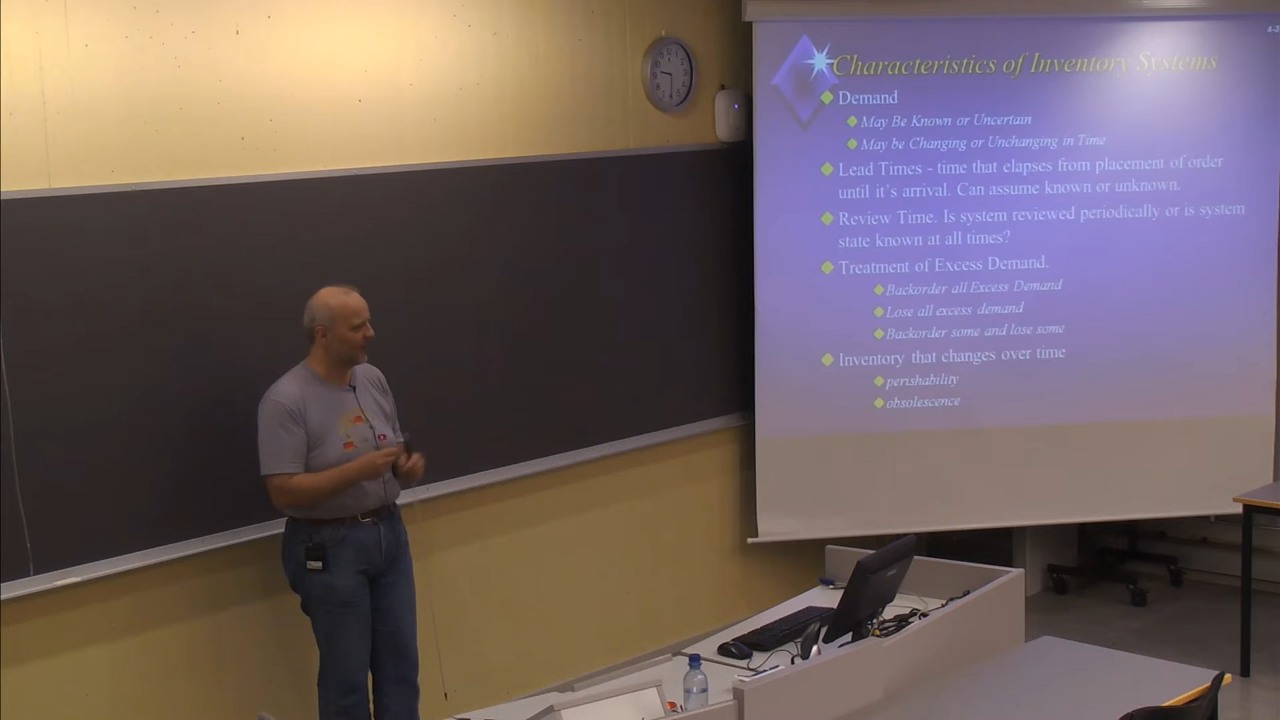 4-3
Characteristics of Inventory Systems
Demand
May Be Known or Uncertain
May be Changing or Unchanging in Time
Lead Times - time that elapses from placement of order
until it's arrival. Can assume known or unknown.
Review Time. Is system reviewed periodically or is system
state known at all times?
Treatment of Excess Demand.
Backorder all Excess Demand
Lose all excess demand
Backorder some and lose some
Inventory that changes over time
perishability
obsolescence